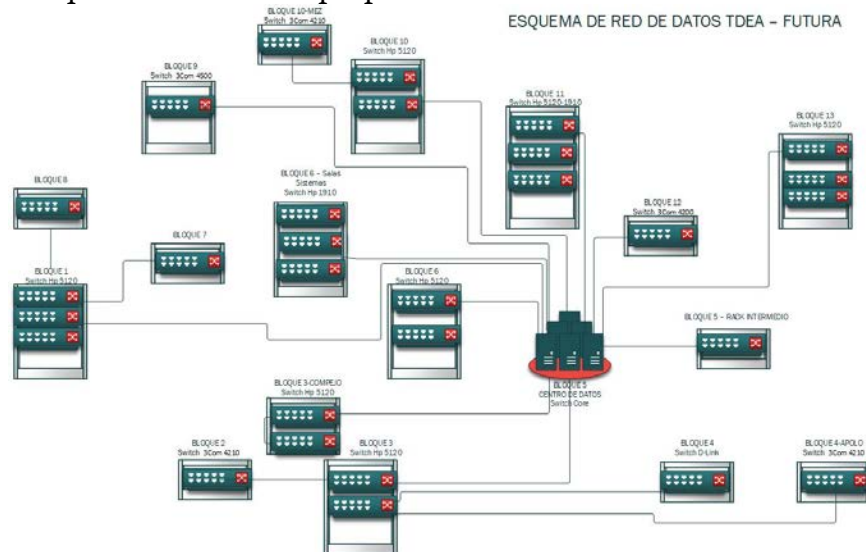 ESQUEMA DE RED DE DATOS TDEA – FUTURA
BLOQUE 10-MEZ
Switch 3Com 4210
BLOQUE 10
Switch Hp 5120
BLOQUE 9
Switch 3Com 4500
BLOQUE 11
Switch Hp 5120-1910
BLOQUE 13
Switch Hp 5120
BLOQUE 6 – Salas
Sistemas
Switch Hp 1910
BLOQUE 8
BLOQUE 12
Switch 3Com 4200
BLOQUE 7
BLOQUE 1
Switch Hp 5120
BLOQUE 6
Switch Hp 5120
BLOQUE 5 – RACK INTERMEDIO
BLOQUE 5
CENTRO DE DATOS
Switch Core
BLOQUE 3-COMPEJO
Switch Hp 5120
BLOQUE 2
Switch 3Com 4210
BLOQUE 3
Switch Hp 5120
BLOQUE 4
Switch D-Link
BLOQUE 4-APOLO
Switch 3Com 4210